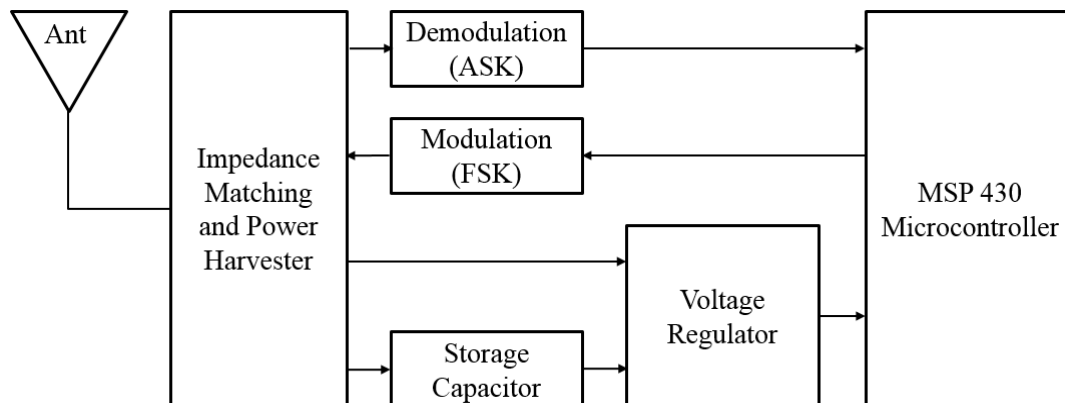 Ant
Impedance
Matching
and Power
Harvester
Demodulation
(ASK)
Modulation
(FSK)
Storage
Capacitor
Voltage
Regulator
MSP 430
Microcontroller